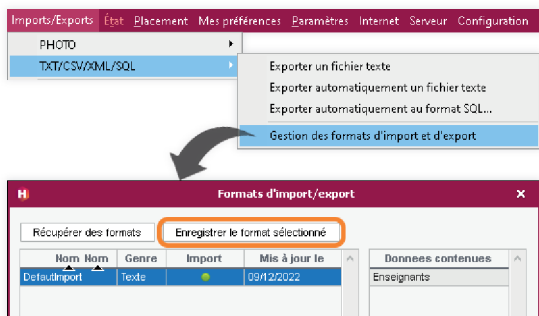 Imports/Exports État Placement Mes préférences Paramètres Internet Serveur Configuration
PHOTO
TXT/CSV/XML/SQL
Exporter un fichier texte
Exporter automatiquement un fichier texte
Exporter automatiquement au format SQL...
Gestion des formats d'import et d'export
Formats d'import/export
Récupérer des formats Enregistrer le format sélectionné
Nom Nom Genre Import Mis à jour le Donnees contenues
DefautImport Texte 09/12/2022 Enseignants